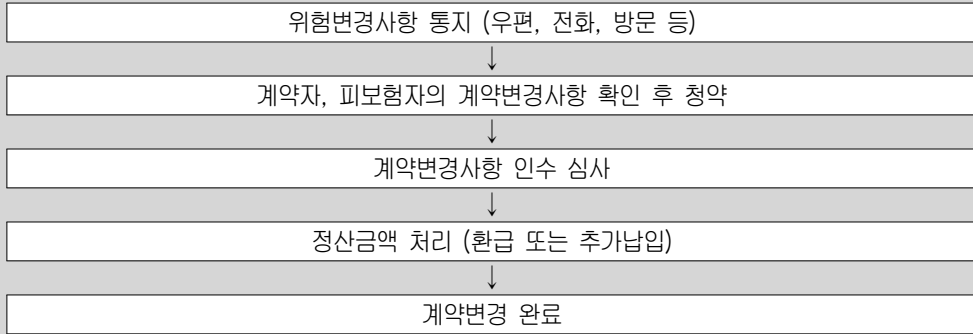 위험변경사항 통지 (우편, 전화, 방문 등)
↓
계약자, 피보험자의 계약변경사항 확인 후 청약
↓
계약변경사항 인수 심사
↓
정산금액 처리 (환급 또는 추가납입)
↓
계약변경 완료